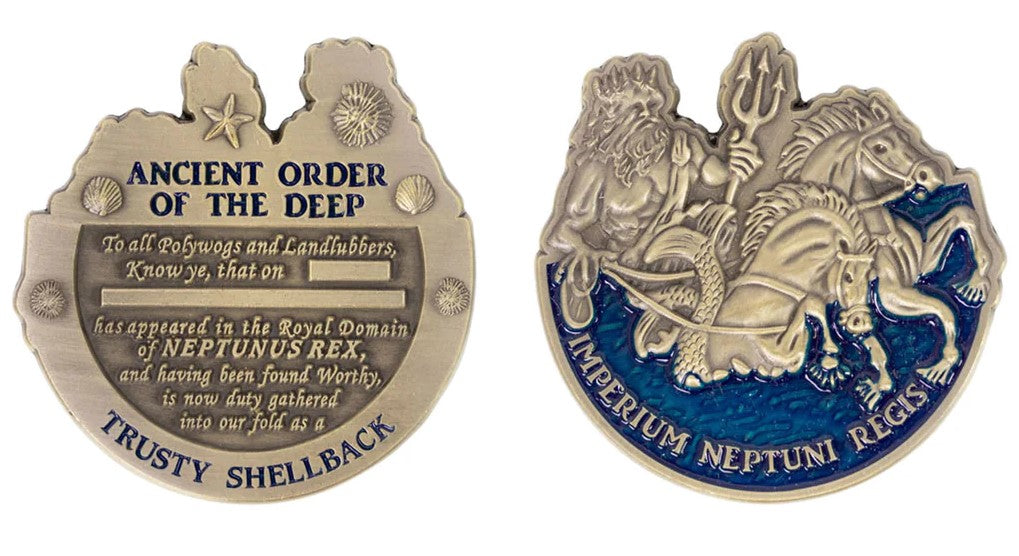 ANCIENT ORDER
OF THE DEEP
To all Polywogs and Landlubbers,
Know ye, that on
has appeared in the Royal Domain
of NEPTUNUS REX,
and having been found Worthy,
is now duty gathered
into our fold as a
TRUSTY SHELLBACK
IMPERIUM NEPTUNI REGIS